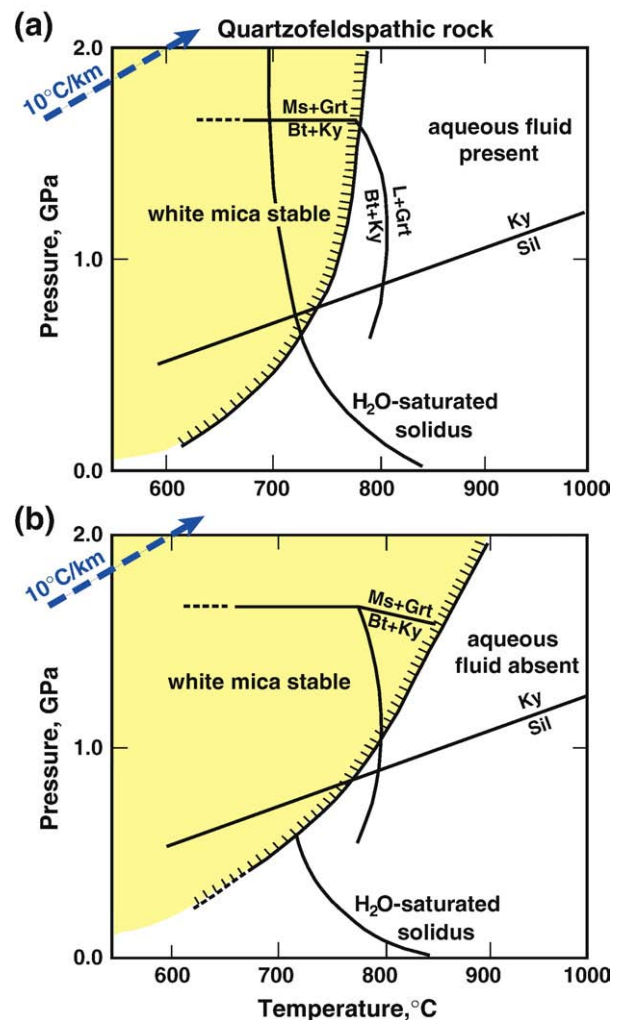 (a)
Quartzofeldspathic rock
10°C/km
2.0
1.0
0.0
Pressure, GPa
Ms+Grt
Bt+Ky
white mica stable
L+Grt
Bt+Ky
aqueous fluid
present
Ky
Sil
H₂O-saturated
solidus
600
700
800
900
1000
(b)
10°C/km
2.0
1.0
0.0
Pressure, GPa
Ms+Grt
Bt+Ky
white mica stable
aqueous
fluid absent
Ky
Sil
H₂O-saturated
solidus
600
700
800
900
1000
Temperature,°C